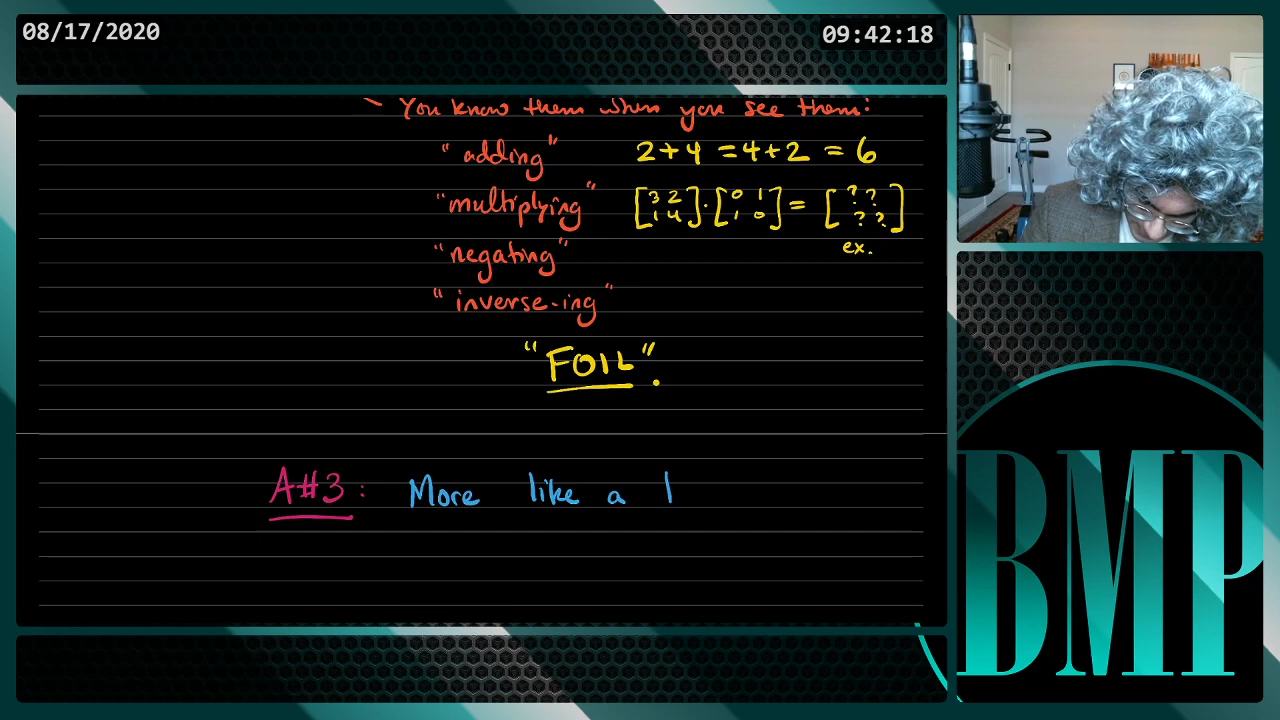 08/17/2020 09:42:18
You know them when you see them:
"adding" 2+4 =4+2 = 6
"multiplying" [3 2 1 4] · [0 1 1 0] = [? ? ? ?]
ex.
"negating"
"inverse-ing"
"FOIL".
A#3: More like a l
BMP